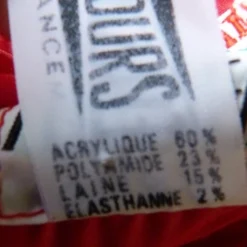 OURS
ANCE
ACRYLIQUE 60 %
POLYAMIDE 23 %
LAINE 15 %
ELASTHANNE 2 %